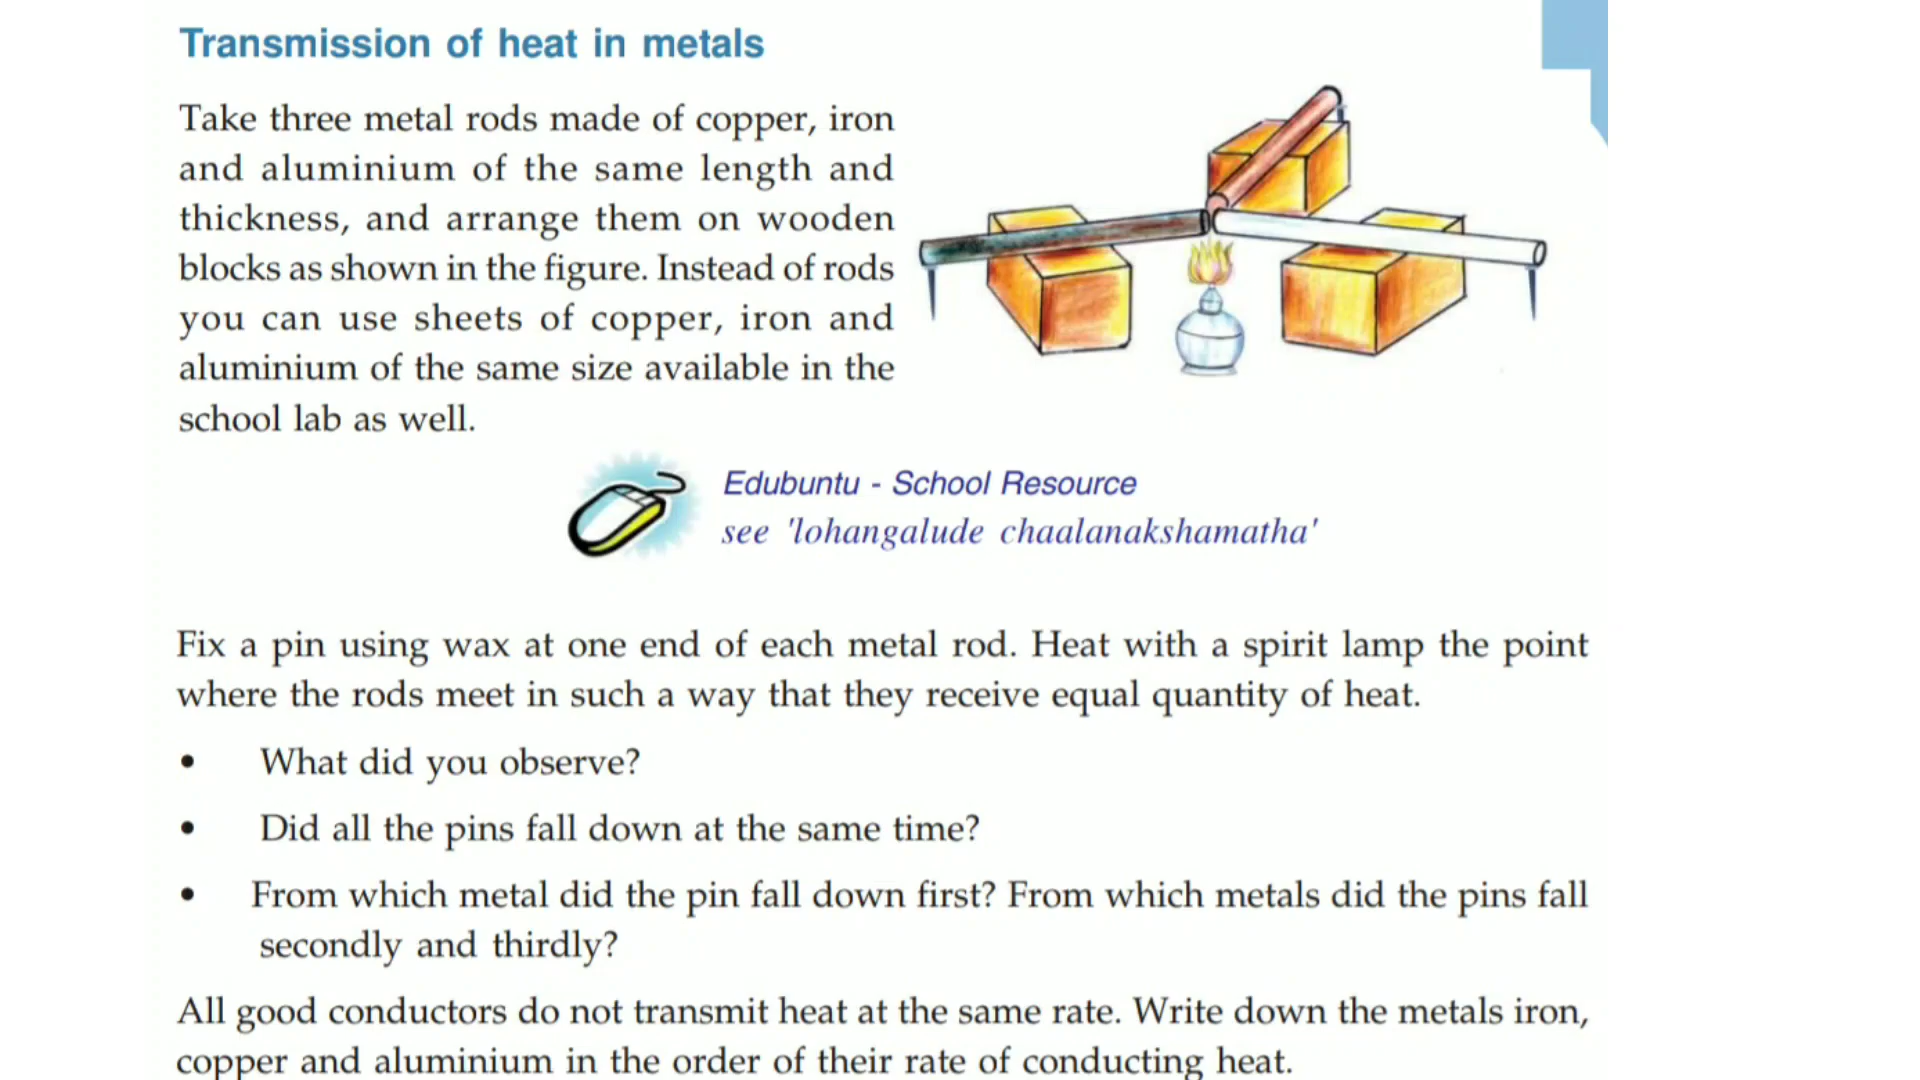 Transmission of heat in metals
Take three metal rods made of copper, iron
and aluminium of the same length and
thickness, and arrange them on wooden
blocks as shown in the figure. Instead of rods
you can use sheets of copper, iron and
aluminium of the same size available in the
school lab as well.
Edubuntu - School Resource
see 'lohangalude chaalanakshamatha'
Fix a pin using wax at one end of each metal rod. Heat with a spirit lamp the point
where the rods meet in such a way that they receive equal quantity of heat.
• What did you observe?
• Did all the pins fall down at the same time?
• From which metal did the pin fall down first? From which metals did the pins fall
secondly and thirdly?
All good conductors do not transmit heat at the same rate. Write down the metals iron,
copper and aluminium in the order of their rate of conducting heat.